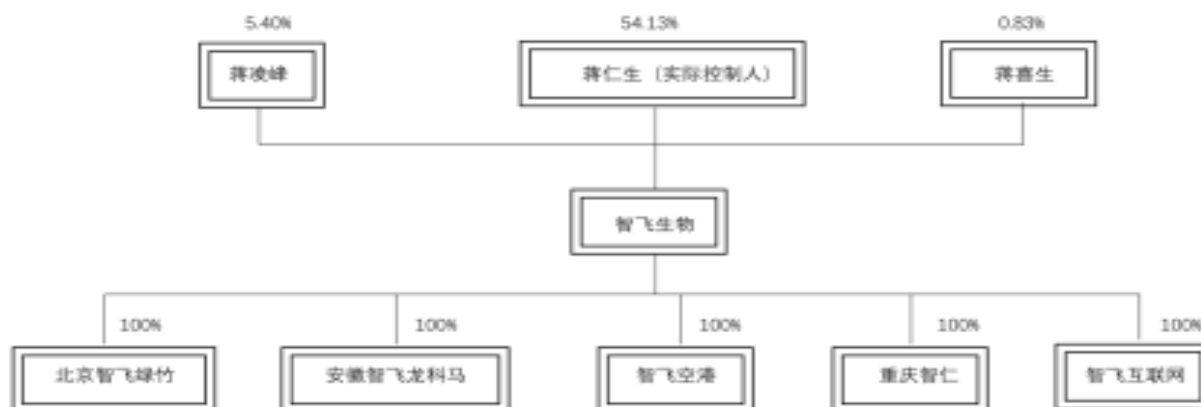 5.40% 54.13% 0.83%
蒋凌峰 蒋仁生（实际控制人） 蒋喜生
智飞生物
100% 100% 100% 100% 100%
北京智飞绿竹 安徽智飞龙科马 智飞空港 重庆智仁 智飞互联网